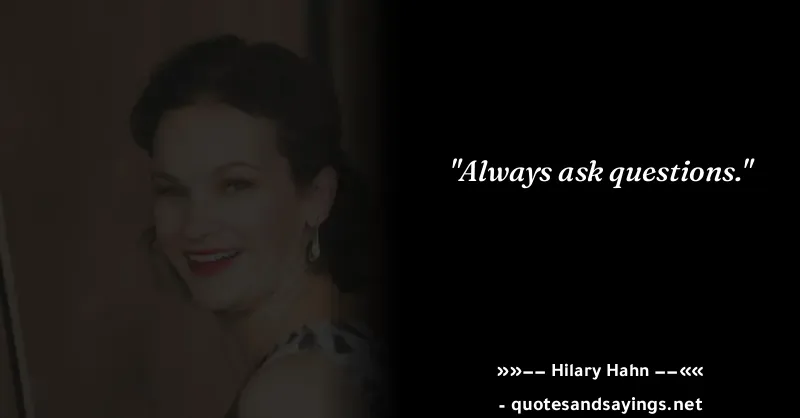 "Always ask questions."
»»−− Hilary Hahn −−««
- quotesandsayings.net